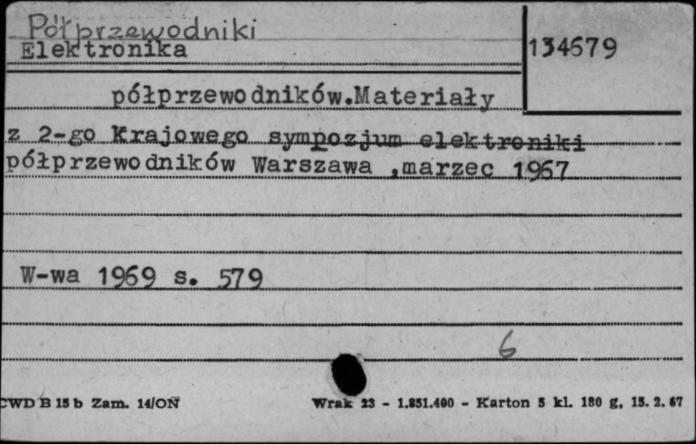 Półprzewodniki
Elektronika
134679
półprzewodników.Materiały
z 2-go Krajowego sympozjum elektroniki
półprzewodników Warszawa ,marzec 1967
W-wa 1969 s. 579
6
CWD B 15 b Zam. 14/OŃ
Wrak 23 - 1.851.400 - Karton 5 kl. 180 g, 15. 2. 67